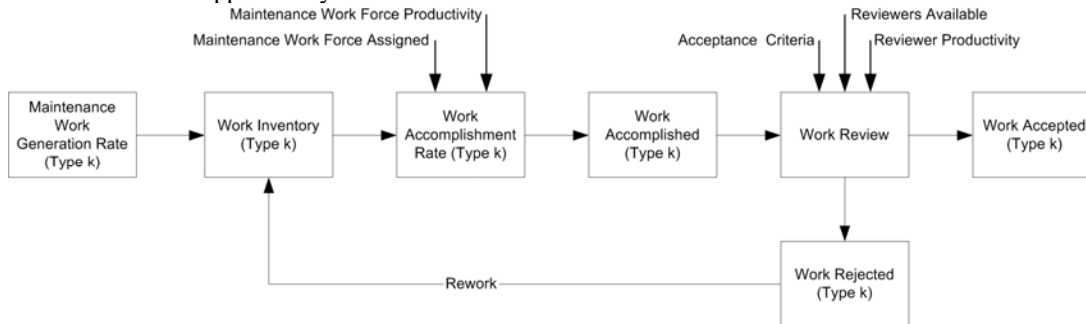 Maintenance Work Force Productivity
Maintenance Work Force Assigned
Reviewers Available
Acceptance Criteria
Reviewer Productivity
Maintenance
Work
Generation Rate
(Type k)
Work Inventory
(Type k)
Work
Accomplishment
Rate (Type k)
Work
Accomplished
(Type k)
Work Review
Work Accepted
(Type k)
Work Rejected
(Type k)
Rework